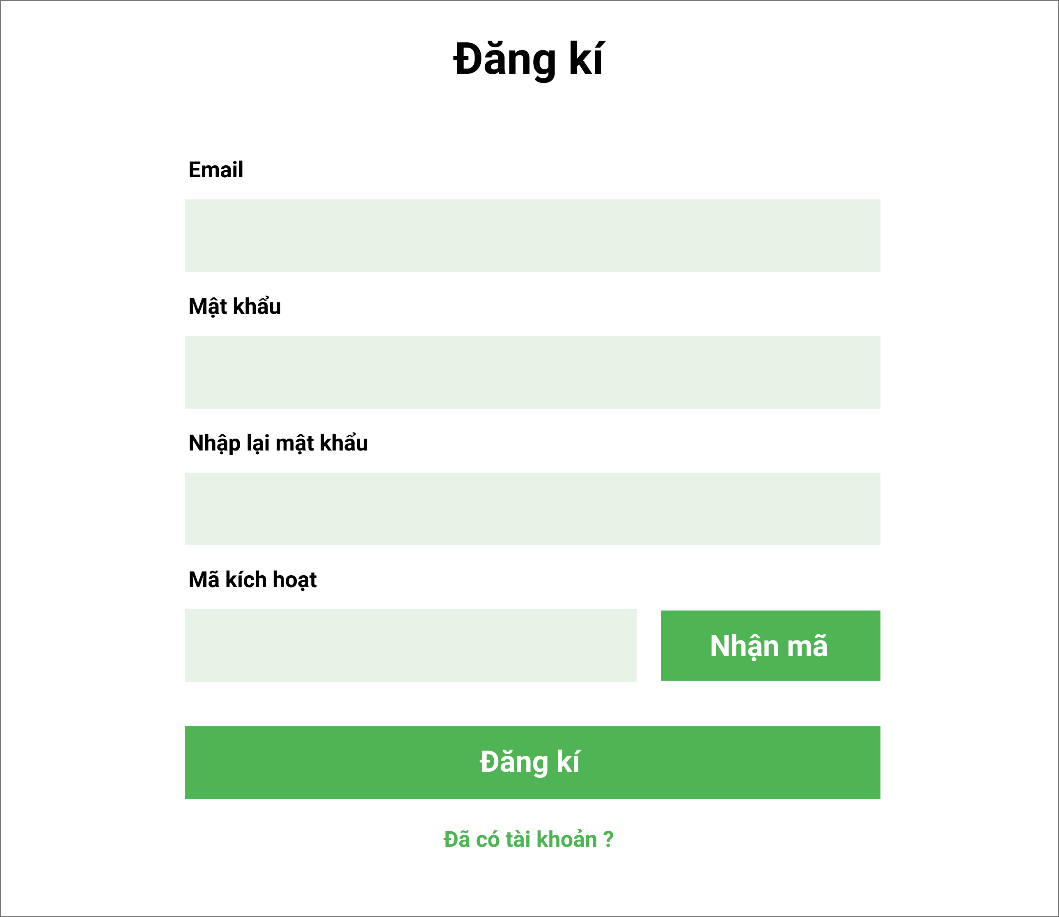 Đăng kí
Email
Mật khẩu
Nhập lại mật khẩu
Mã kích hoạt
Nhận mã
Đăng kí
Đã có tài khoản ?